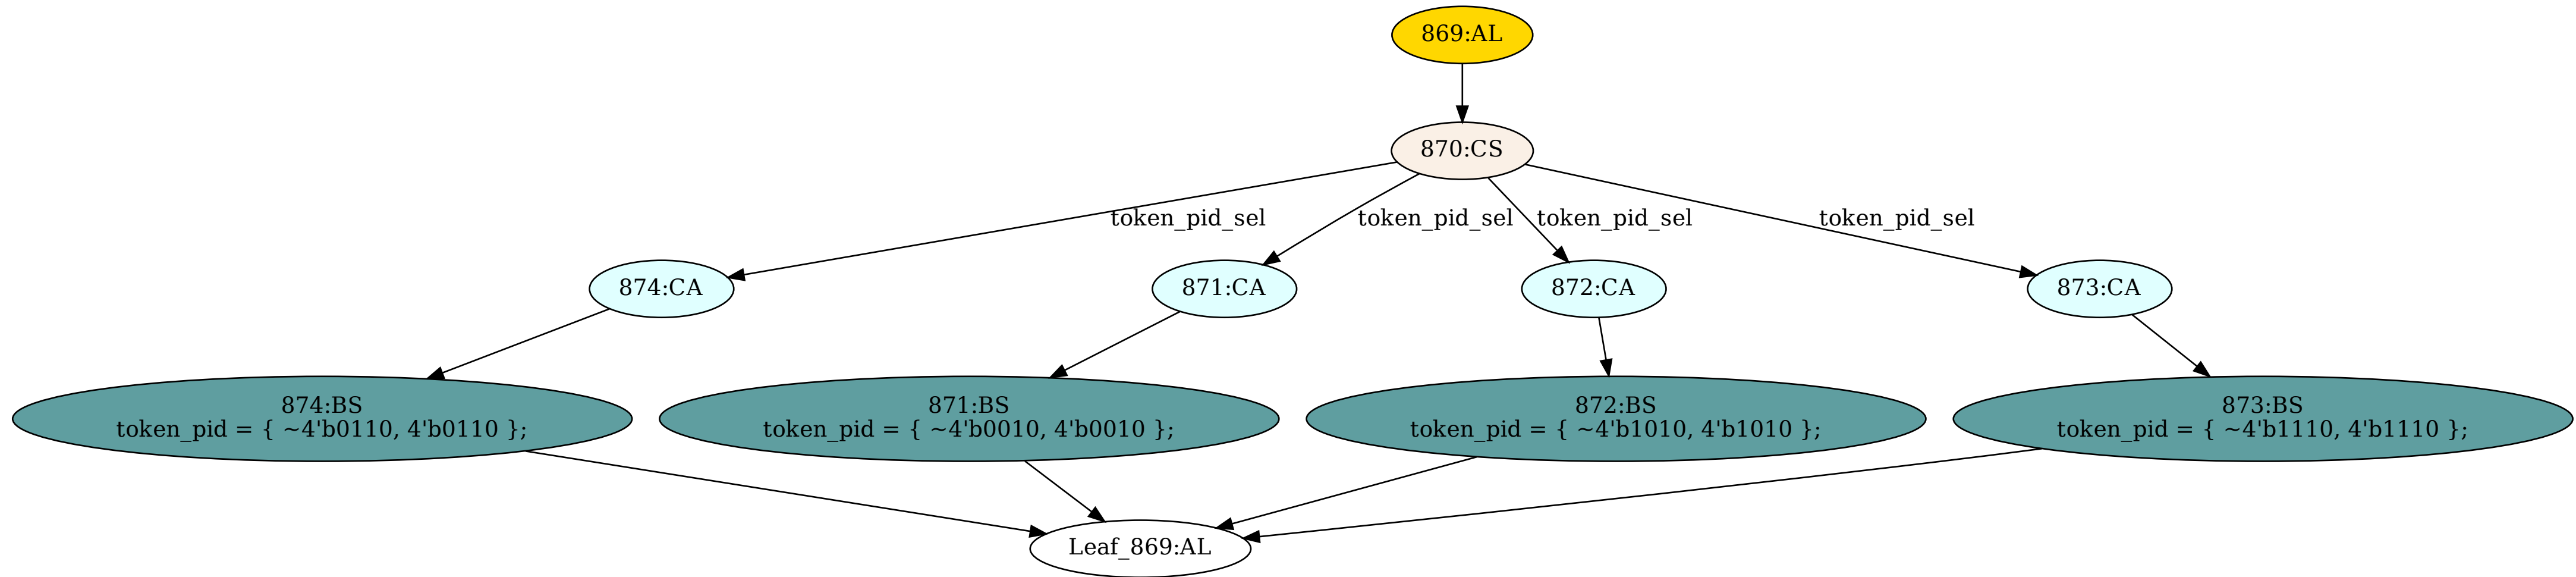 869:AL
870:CS
token_pid_sel
token_pid_sel
token_pid_sel
token_pid_sel
874:CA
871:CA
872:CA
873:CA
874:BS
token_pid = { ~4'b0110, 4'b0110 };
871:BS
token_pid = { ~4'b0010, 4'b0010 };
872:BS
token_pid = { ~4'b1010, 4'b1010 };
873:BS
token_pid = { ~4'b1110, 4'b1110 };
Leaf_869:AL